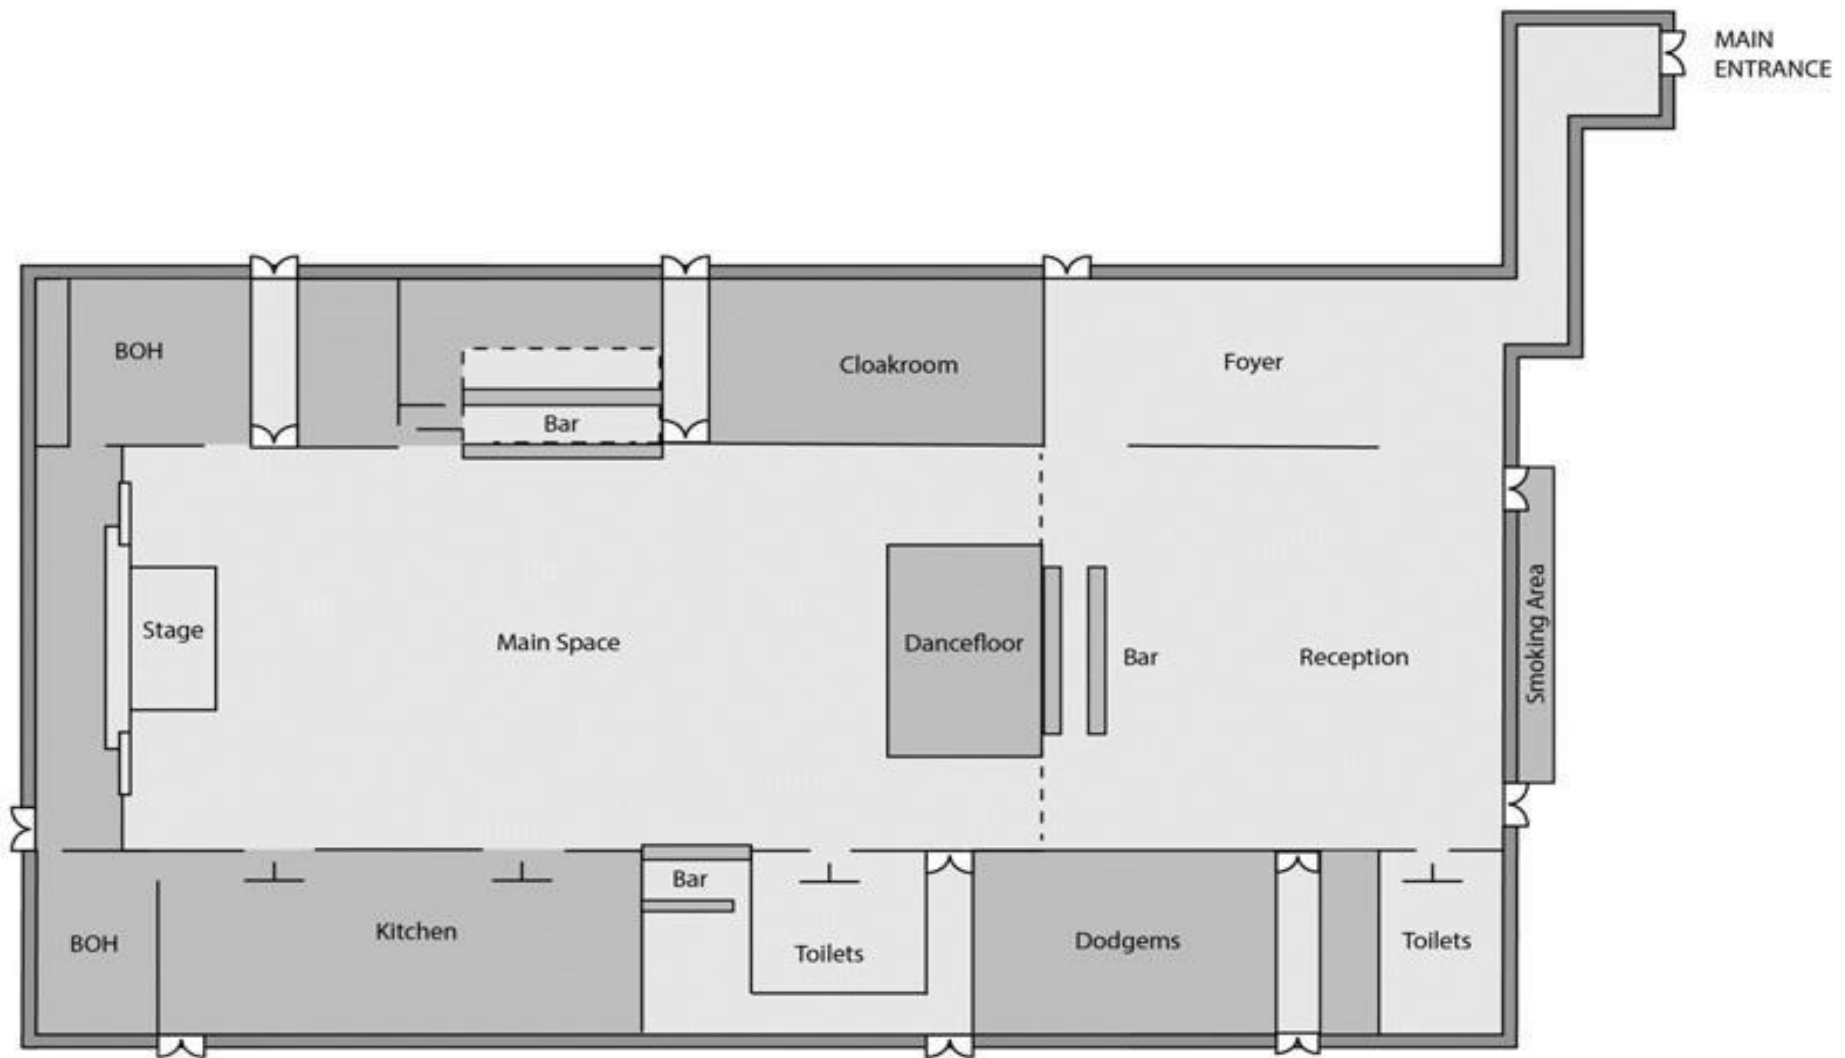 MAIN
ENTRANCE
BOH
Cloakroom
Foyer
Bar
Stage
Main Space
Dancefloor
Bar
Reception
Smoking Area
Bar
BOH
Kitchen
Toilets
Dodgems
Toilets